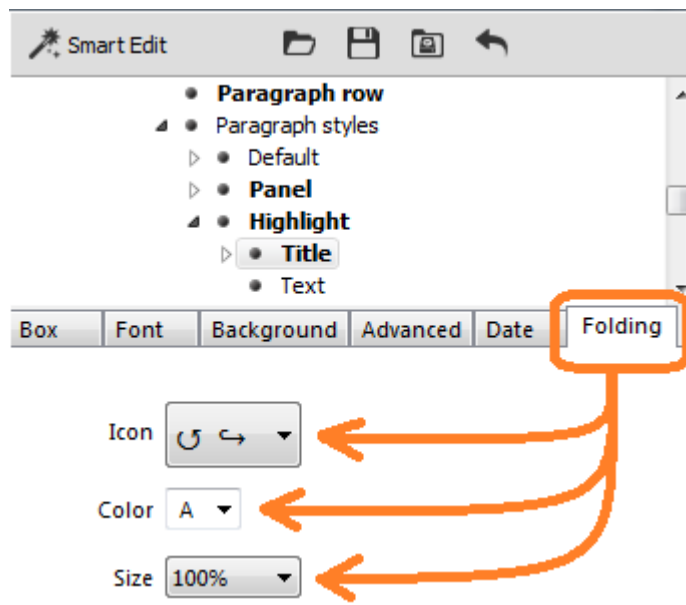 Smart Edit
Paragraph row
Paragraph styles
Default
Panel
Highlight
Title
Text
Box Font Background Advanced Date Folding
Icon
Color A
Size 100%